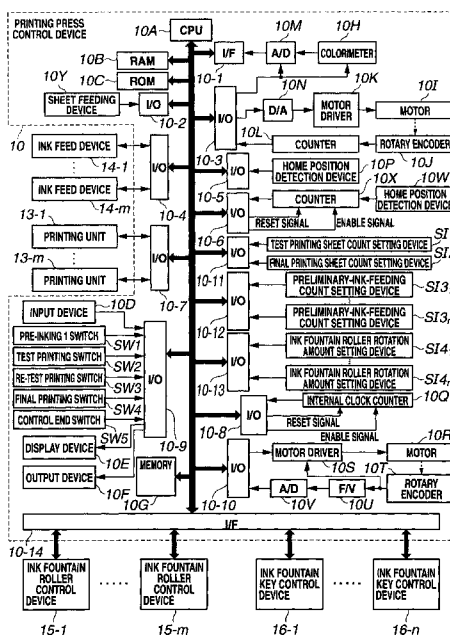 PRINTING PRESS
CONTROL DEVICE
10A
CPU
10B
RAM
10C
ROM
10Y
SHEET FEEDING
DEVICE
I/O
10-2
I/F
10-1
10M
A/D
10H
COLORIMETER
10N
D/A
10K
MOTOR
DRIVER
10I
MOTOR
I/O
10-3
10L
COUNTER
ROTARY ENCODER
10J
10
INK FEED DEVICE
14-1
INK FEED DEVICE
14-m
I/O
10-4
I/O
10-5
HOME POSITION
DETECTION DEVICE
10P
10X
10W
COUNTER
HOME POSITION
DETECTION DEVICE
I/O
10-6
RESET SIGNAL
ENABLE SIGNAL
13-1
PRINTING UNIT
13-m
PRINTING UNIT
I/O
10-7
I/O
10-11
TEST PRINTING SHEET COUNT SETTING DEVICE
FINAL PRINTING SHEET COUNT SETTING DEVICE
I/O
10-12
PRELIMINARY-INK-FEEDING
COUNT SETTING DEVICE
PRELIMINARY-INK-FEEDING
COUNT SETTING DEVICE
I/O
10-13
INK FOUNTAIN ROLLER ROTATION
AMOUNT SETTING DEVICE
INK FOUNTAIN ROLLER ROTATION
AMOUNT SETTING DEVICE
10D
INPUT DEVICE
PRE-INKING 1 SWITCH
SW1
TEST PRINTING SWITCH
SW2
RE-TEST PRINTING SWITCH
SW3
FINAL PRINTING SWITCH
SW4
CONTROL END SWITCH
SW5
DISPLAY DEVICE
10E
OUTPUT DEVICE
10F
I/O
10-9
MEMORY
10G
I/O
10-8
INTERNAL CLOCK COUNTER
10Q
RESET SIGNAL
ENABLE SIGNAL
I/O
10-10
MOTOR DRIVER
10S
MOTOR
10R
10T
A/D
10V
F/V
10U
ROTARY
ENCODER
I/F
10-14
INK FOUNTAIN
ROLLER
CONTROL
DEVICE
15-1
INK FOUNTAIN
ROLLER
CONTROL
DEVICE
15-m
INK FOUNTAIN
KEY CONTROL
DEVICE
16-1
INK FOUNTAIN
KEY CONTROL
DEVICE
16-n